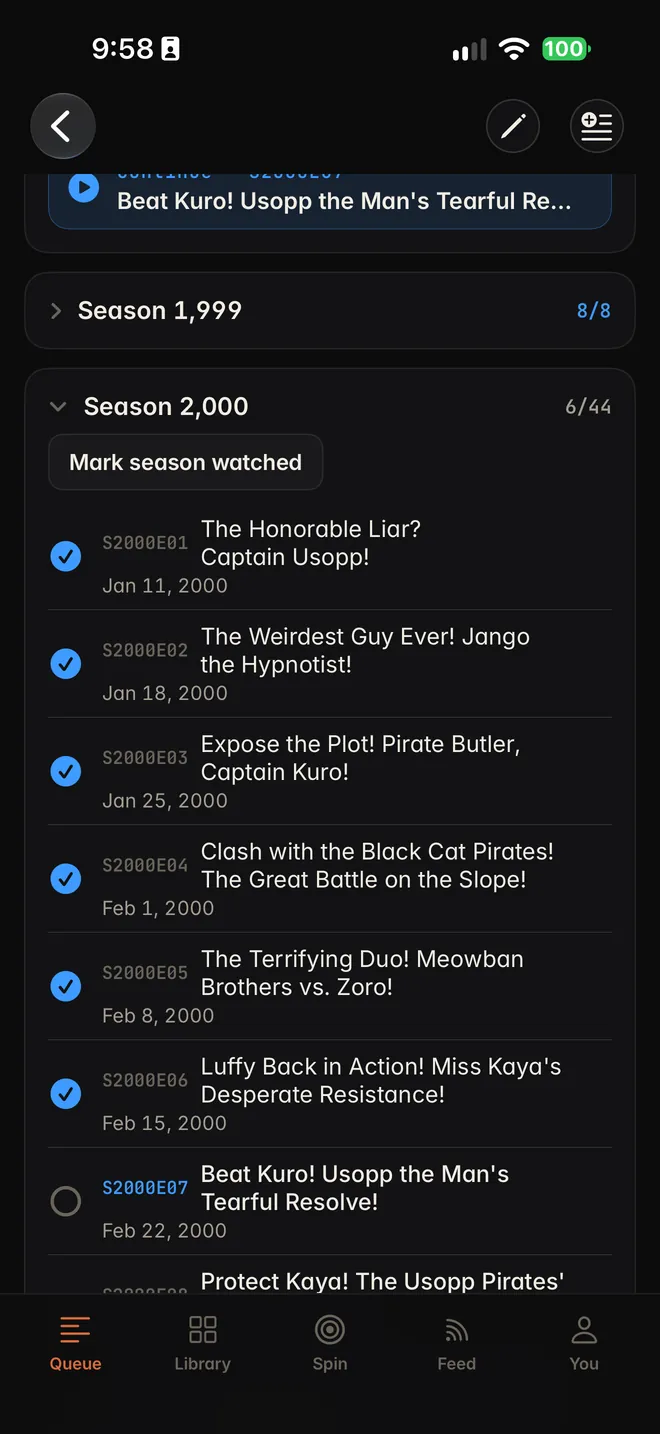 9:58
100
Continue S2000E07
Beat Kuro! Usopp the Man's Tearful Re...
Season 1,999
8/8
Season 2,000
6/44
Mark season watched
S2000E01 The Honorable Liar?
Captain Usopp!
Jan 11, 2000
S2000E02 The Weirdest Guy Ever! Jango
the Hypnotist!
Jan 18, 2000
S2000E03 Expose the Plot! Pirate Butler,
Captain Kuro!
Jan 25, 2000
S2000E04 Clash with the Black Cat Pirates!
The Great Battle on the Slope!
Feb 1, 2000
S2000E05 The Terrifying Duo! Meowban
Brothers vs. Zoro!
Feb 8, 2000
S2000E06 Luffy Back in Action! Miss Kaya's
Desperate Resistance!
Feb 15, 2000
S2000E07 Beat Kuro! Usopp the Man's
Tearful Resolve!
Feb 22, 2000
Protect Kaya! The Usopp Pirates'
Queue
Library
Spin
Feed
You